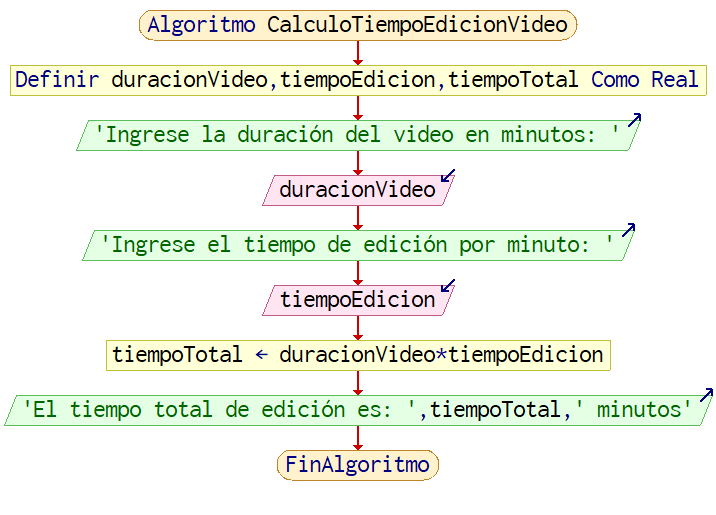 Algoritmo CalculoTiempoEdicionVideo
Definir duracionVideo,tiempoEdicion,tiempoTotal Como Real
'Ingrese la duración del video en minutos: '
duracionVideo
'Ingrese el tiempo de edición por minuto: '
tiempoEdicion
tiempoTotal ← duracionVideo*tiempoEdicion
'El tiempo total de edición es: ',tiempoTotal,' minutos'
FinAlgoritmo